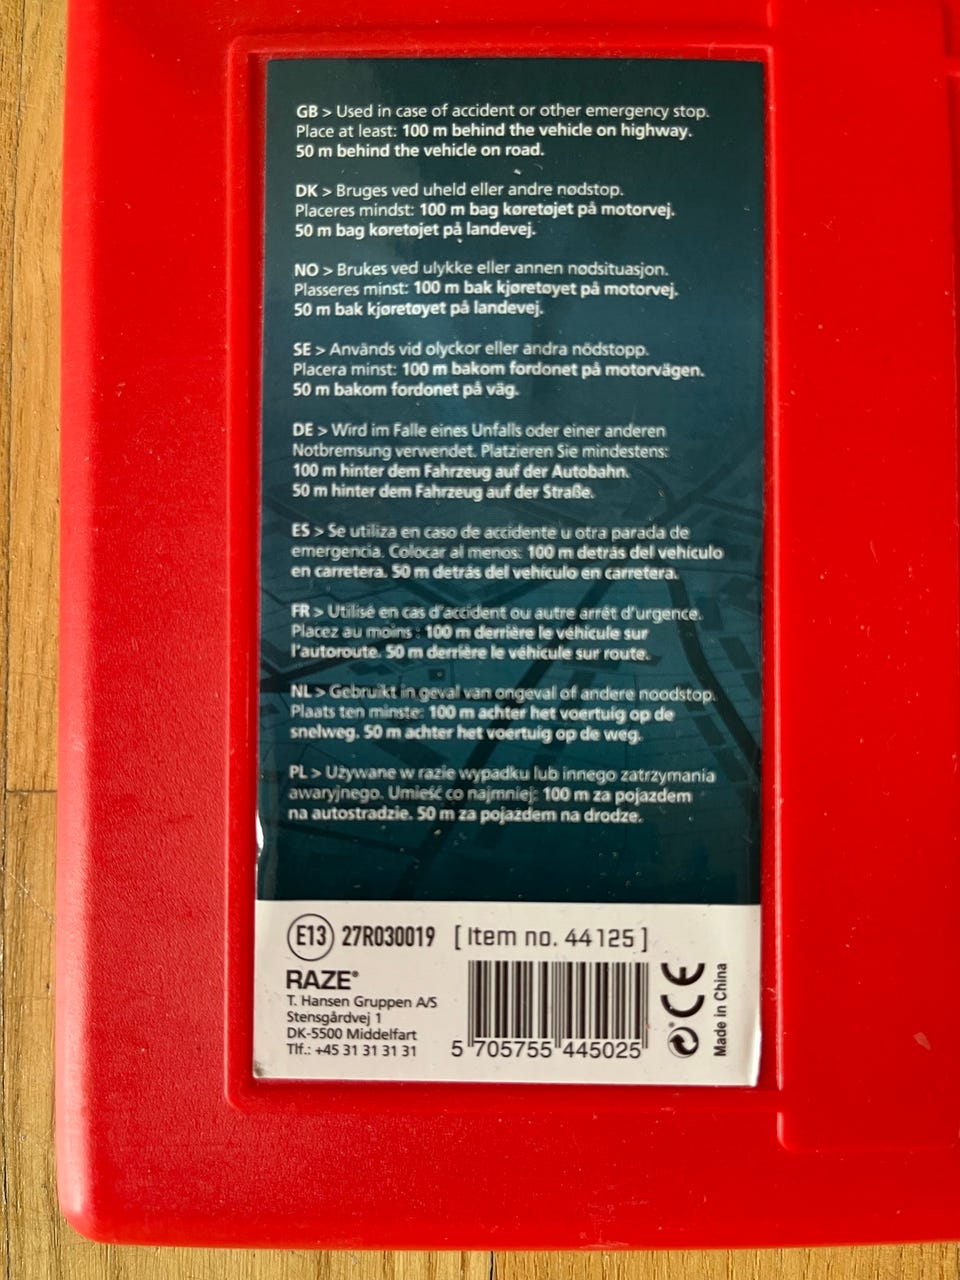 GB > Used in case of accident or other emergency stop.
Place at least: 100 m behind the vehicle on highway.
50 m behind the vehicle on road.
DK > Bruges ved uheld eller andre nødstop.
Placeres mindst: 100 m bag køretøjet på motorvej.
50 m bag køretøjet på landevej.
NO > Brukes ved ulykke eller annen nødsituasjon.
Plasseres minst: 100 m bak kjøretøyet på motorvej.
50 m bak kjøretøyet på landevej.
SE > Används vid olyckor eller andra nödstopp.
Placera minst: 100 m bakom fordonet på motorvägen.
50 m bakom fordonet på väg.
DE > Wird im Falle eines Unfalls oder einer anderen
Notbremsung verwendet. Platzieren Sie mindestens:
100 m hinter dem Fahrzeug auf der Autobahn.
50 m hinter dem Fahrzeug auf der Straße.
ES > Se utiliza en caso de accidente u otra parada de
emergencia. Colocar al menos: 100 m detrás del vehículo
en carretera. 50 m detrás del vehículo en carretera.
FR > Utilisé en cas d'accident ou autre arrêt d'urgence.
Placez au moins : 100 m derrière le véhicule sur
l'autoroute. 50 m derrière le véhicule sur route.
NL > Gebruikt in geval van ongeval of andere noodstop.
Plaats ten minste: 100 m achter het voertuig op de
snelweg. 50 m achter het voertuig op de weg.
PL > Używane w razie wypadku lub innego zatrzymania
awaryjnego. Umieść co najmniej: 100 m za pojazdem
na autostradzie. 50 m za pojazdem na drodze.
E13 27R030019 [ Item no. 44125 ]
RAZE®
T. Hansen Gruppen A/S
Stensgårdvej 1
DK-5500 Middelfart
Tlf.: +45 31 31 31 31
5 705755 445025
CE
Made in China